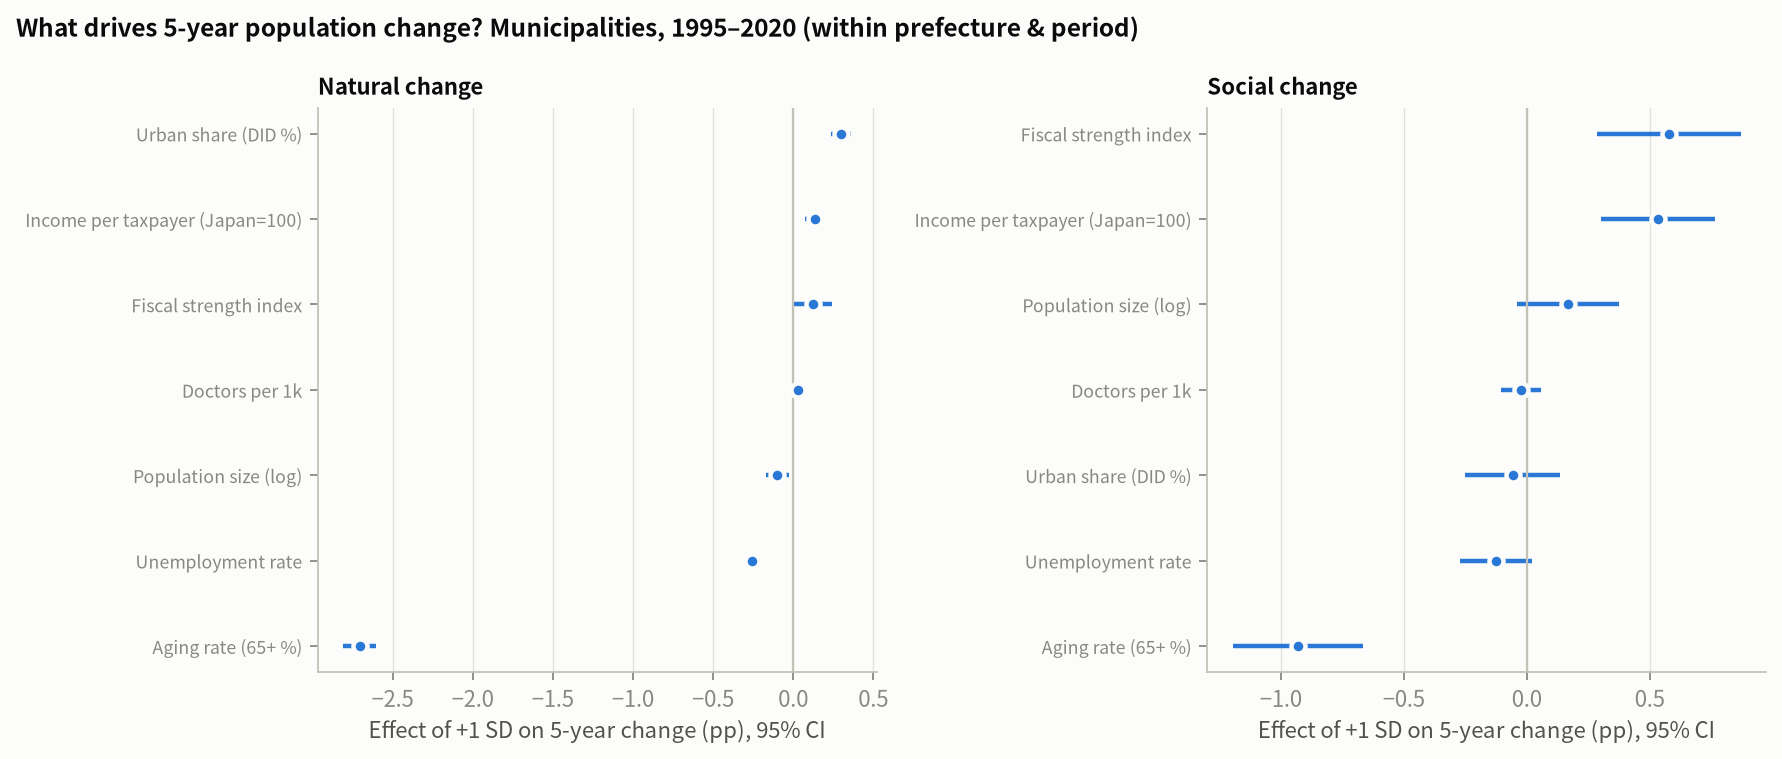 What drives 5-year population change? Municipalities, 1995–2020 (within prefecture & period)
Natural change
Urban share (DID %)
Income per taxpayer (Japan=100)
Fiscal strength index
Doctors per 1k
Population size (log)
Unemployment rate
Aging rate (65+ %)
−2.5 −2.0 −1.5 −1.0 −0.5 0.0 0.5
Effect of +1 SD on 5-year change (pp), 95% CI
Social change
Fiscal strength index
Income per taxpayer (Japan=100)
Population size (log)
Doctors per 1k
Urban share (DID %)
Unemployment rate
Aging rate (65+ %)
−1.0 −0.5 0.0 0.5
Effect of +1 SD on 5-year change (pp), 95% CI